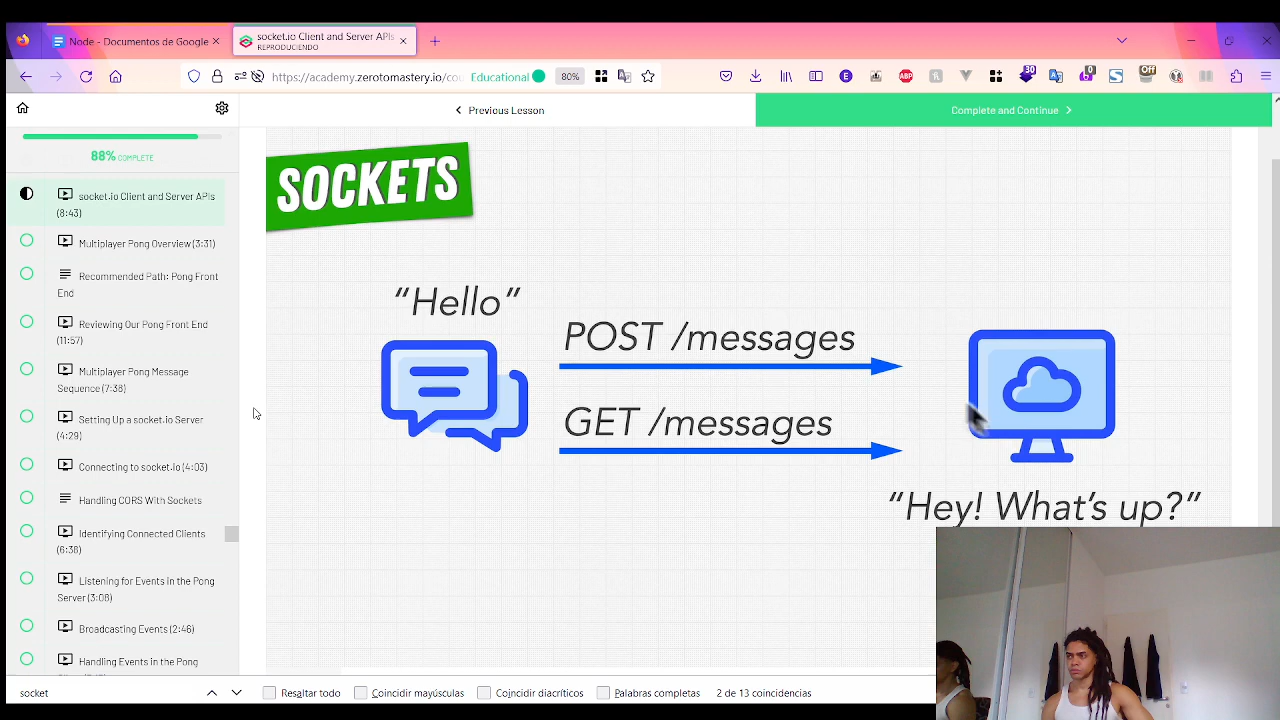 Node - Documentos de Google
socket.io Client and Server APIs
REPRODUCIENDO
https://academy.zerotomastery.io/cou
Educational
80%
ABP
E
30
0
Off
Previous Lesson
Complete and Continue
88% COMPLETE
socket.io Client and Server APIs
(8:43)
Multiplayer Pong Overview (3:31)
Recommended Path: Pong Front
End
Reviewing Our Pong Front End
(11:57)
Multiplayer Pong Message
Sequence (7:38)
Setting Up a socket.io Server
(4:29)
Connecting to socket.io (4:03)
Handling CORS With Sockets
Identifying Connected Clients
(6:38)
Listening for Events in the Pong
Server (3:08)
Broadcasting Events (2:46)
Handling Events in the Pong
SOCKETS
“Hello”
POST /messages
GET /messages
“Hey! What’s up?”
socket
Resaltar todo
Coincidir mayúsculas
Coincidir diacríticos
Palabras completas
2 de 13 coincidencias